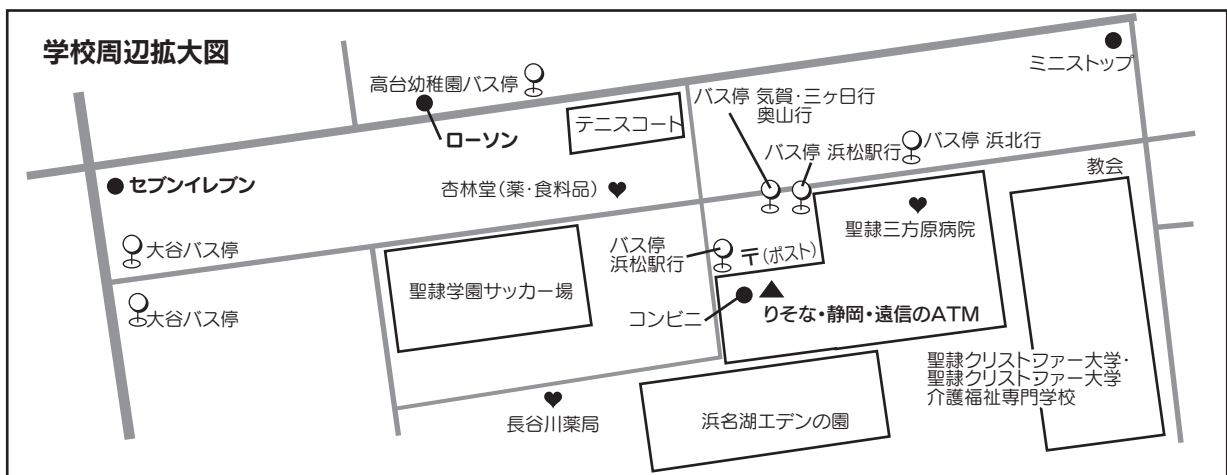 学校周辺拡大図
高台幼稚園バス停
ローソン
テニスコート
バス停 気賀・三ヶ日行
奥山行
ミニストップ
バス停 浜松駅行
バス停 浜北行
セブンイレブン
杏林堂(薬・食料品)
教会
大谷バス停
バス停
浜松駅行
〒(ポスト)
聖隷三方原病院
聖隷学園サッカー場
大谷バス停
コンビニ
りそな・静岡・遠信のATM
聖隷クリストファー大学・
聖隷クリストファー大学
介護福祉専門学校
長谷川薬局
浜名湖エデンの園